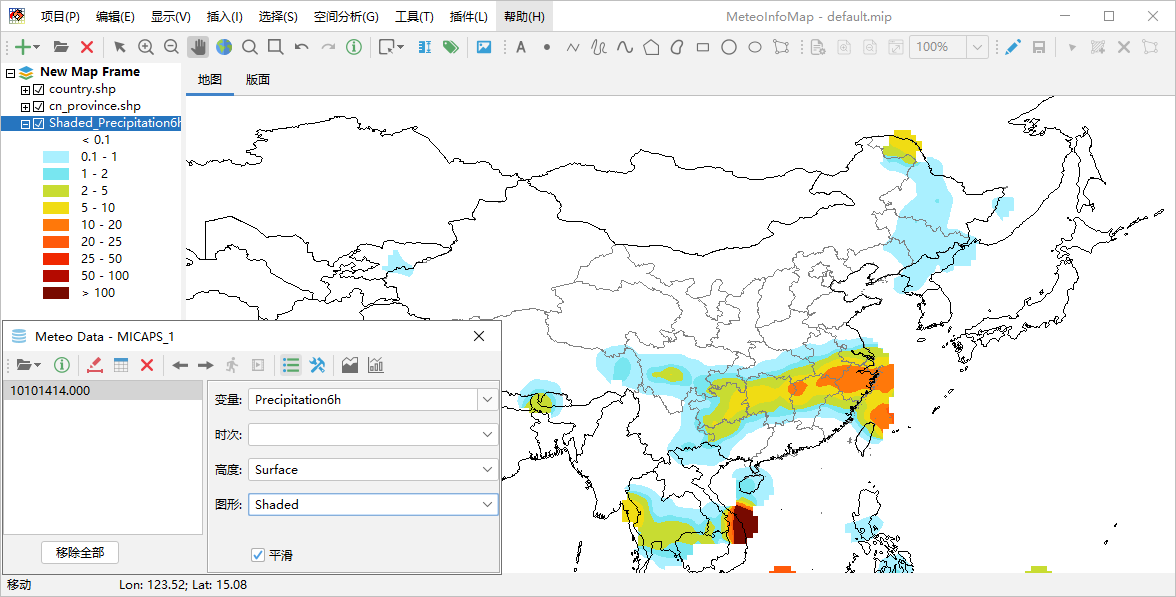 项目(P) 编辑(E) 显示(V) 插入(I) 选择(S) 空间分析(G) 工具(T) 插件(L) 帮助(H) MeteoInfoMap - default.mip
A 100%
New Map Frame
country.shp
cn_province.shp
Shaded_Precipitation6h
< 0.1
0.1 - 1
1 - 2
2 - 5
5 - 10
10 - 20
20 - 25
25 - 50
50 - 100
> 100
地图 版面
Meteo Data - MICAPS_1
10101414.000
变量: Precipitation6h
时次:
高度: Surface
图形: Shaded
移除全部
平滑
移动 Lon: 123.52; Lat: 15.08